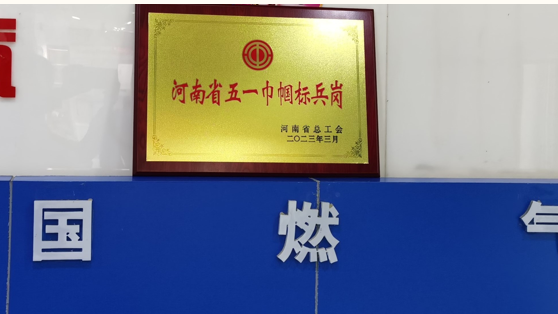 河南省五一巾帼标兵岗
河南省总工会
二〇二三年三月
国燃气